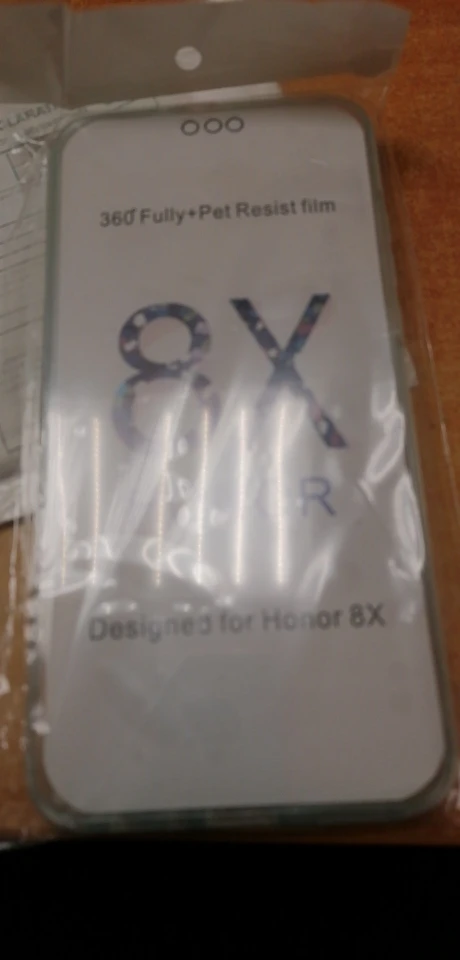 360° Fully+Pet Resist film
8X
R
Designed for Honor 8X